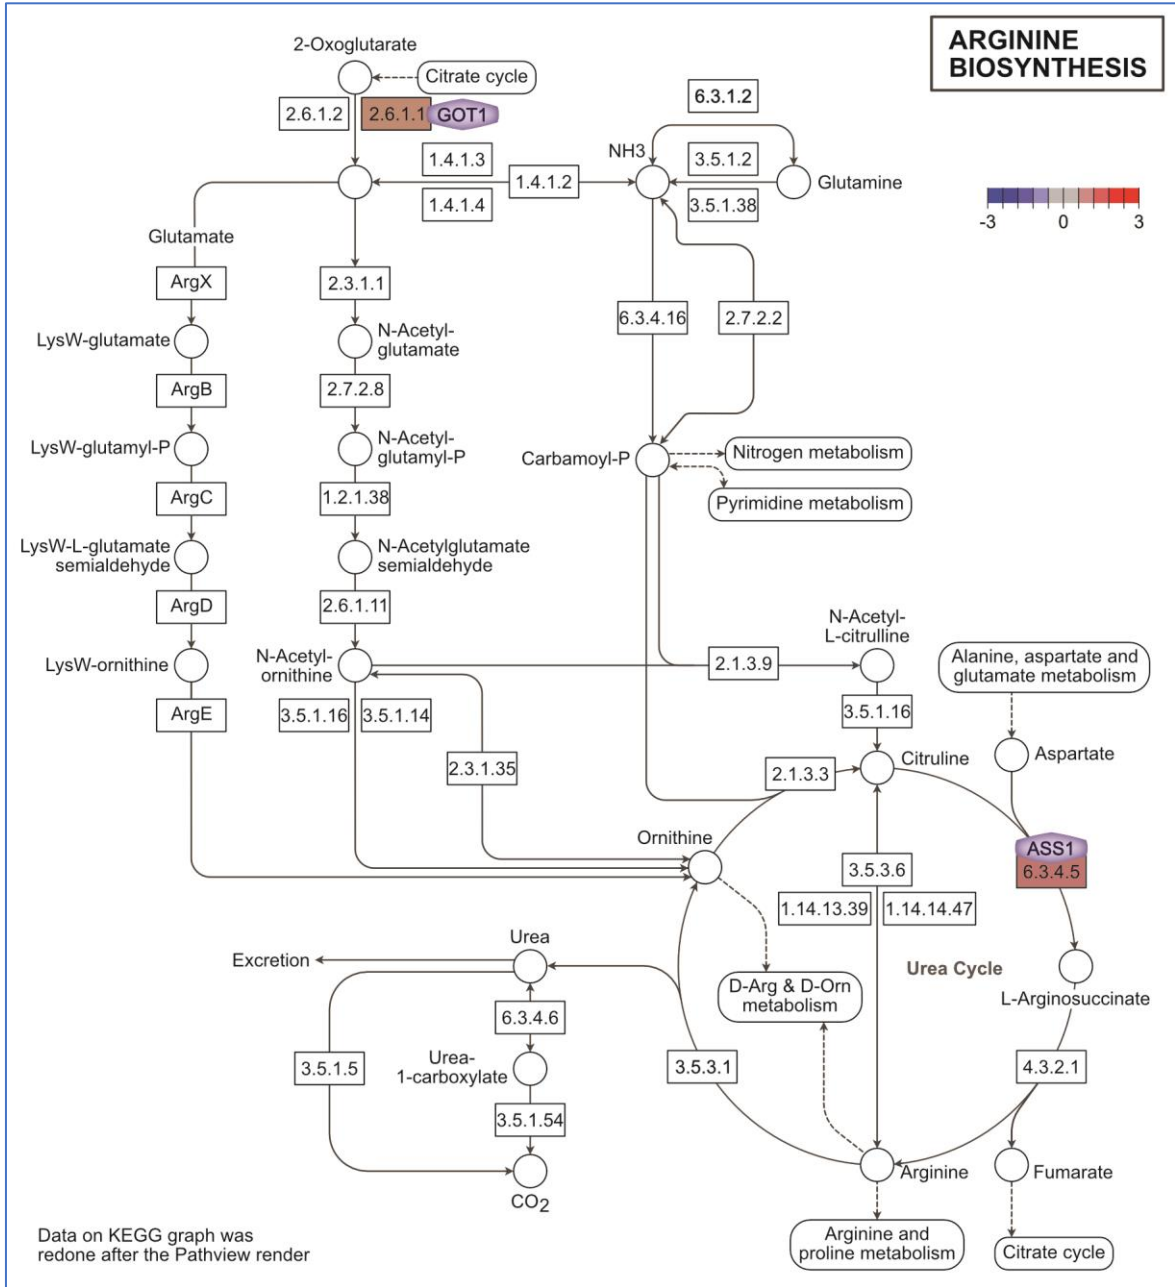 ARGININE
BIOSYNTHESIS
2-Oxoglutarate
Citrate cycle
2.6.1.2
2.6.1.1
GOT1
6.3.1.2
1.4.1.3
1.4.1.2
1.4.1.4
NH3
3.5.1.2
3.5.1.38
Glutamine
-3
0
3
Glutamate
ArgX
2.3.1.1
6.3.4.16
2.7.2.2
LysW-glutamate
N-Acetyl-
glutamate
ArgB
2.7.2.8
LysW-glutamyl-P
N-Acetyl-
glutamyl-P
Carbamoyl-P
Nitrogen metabolism
Pyrimidine metabolism
ArgC
1.2.1.38
LysW-L-glutamate
semialdehyde
N-Acetylglutamate
semialdehyde
ArgD
2.6.1.11
N-Acetyl-
L-citrulline
LysW-ornithine
N-Acetyl-
ornithine
2.1.3.9
Alanine, aspartate and
glutamate metabolism
ArgE
3.5.1.16
3.5.1.14
3.5.1.16
2.3.1.35
2.1.3.3
Citruline
Aspartate
Ornithine
ASS1
6.3.4.5
3.5.3.6
1.14.13.39
1.14.14.47
Urea
Excretion
Urea Cycle
D-Arg & D-Orn
metabolism
L-Arginosuccinate
6.3.4.6
3.5.1.5
Urea-
1-carboxylate
3.5.3.1
4.3.2.1
3.5.1.54
CO2
Arginine
Fumarate
Data on KEGG graph was
redone after the Pathview render
Arginine and
proline metabolism
Citrate cycle